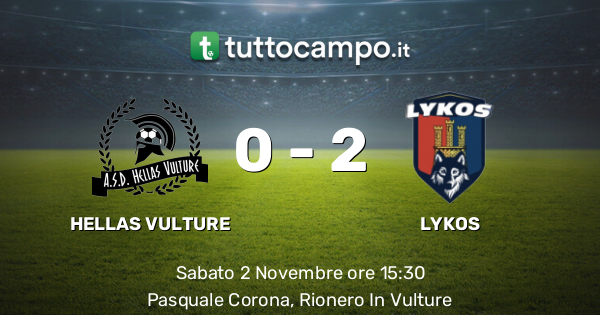 tuttocampo.it
A.S.D. HELLAS VULTURE
LYKOS
0 - 2
HELLAS VULTURE
LYKOS
Sabato 2 Novembre ore 15:30
Pasquale Corona, Rionero In Vulture